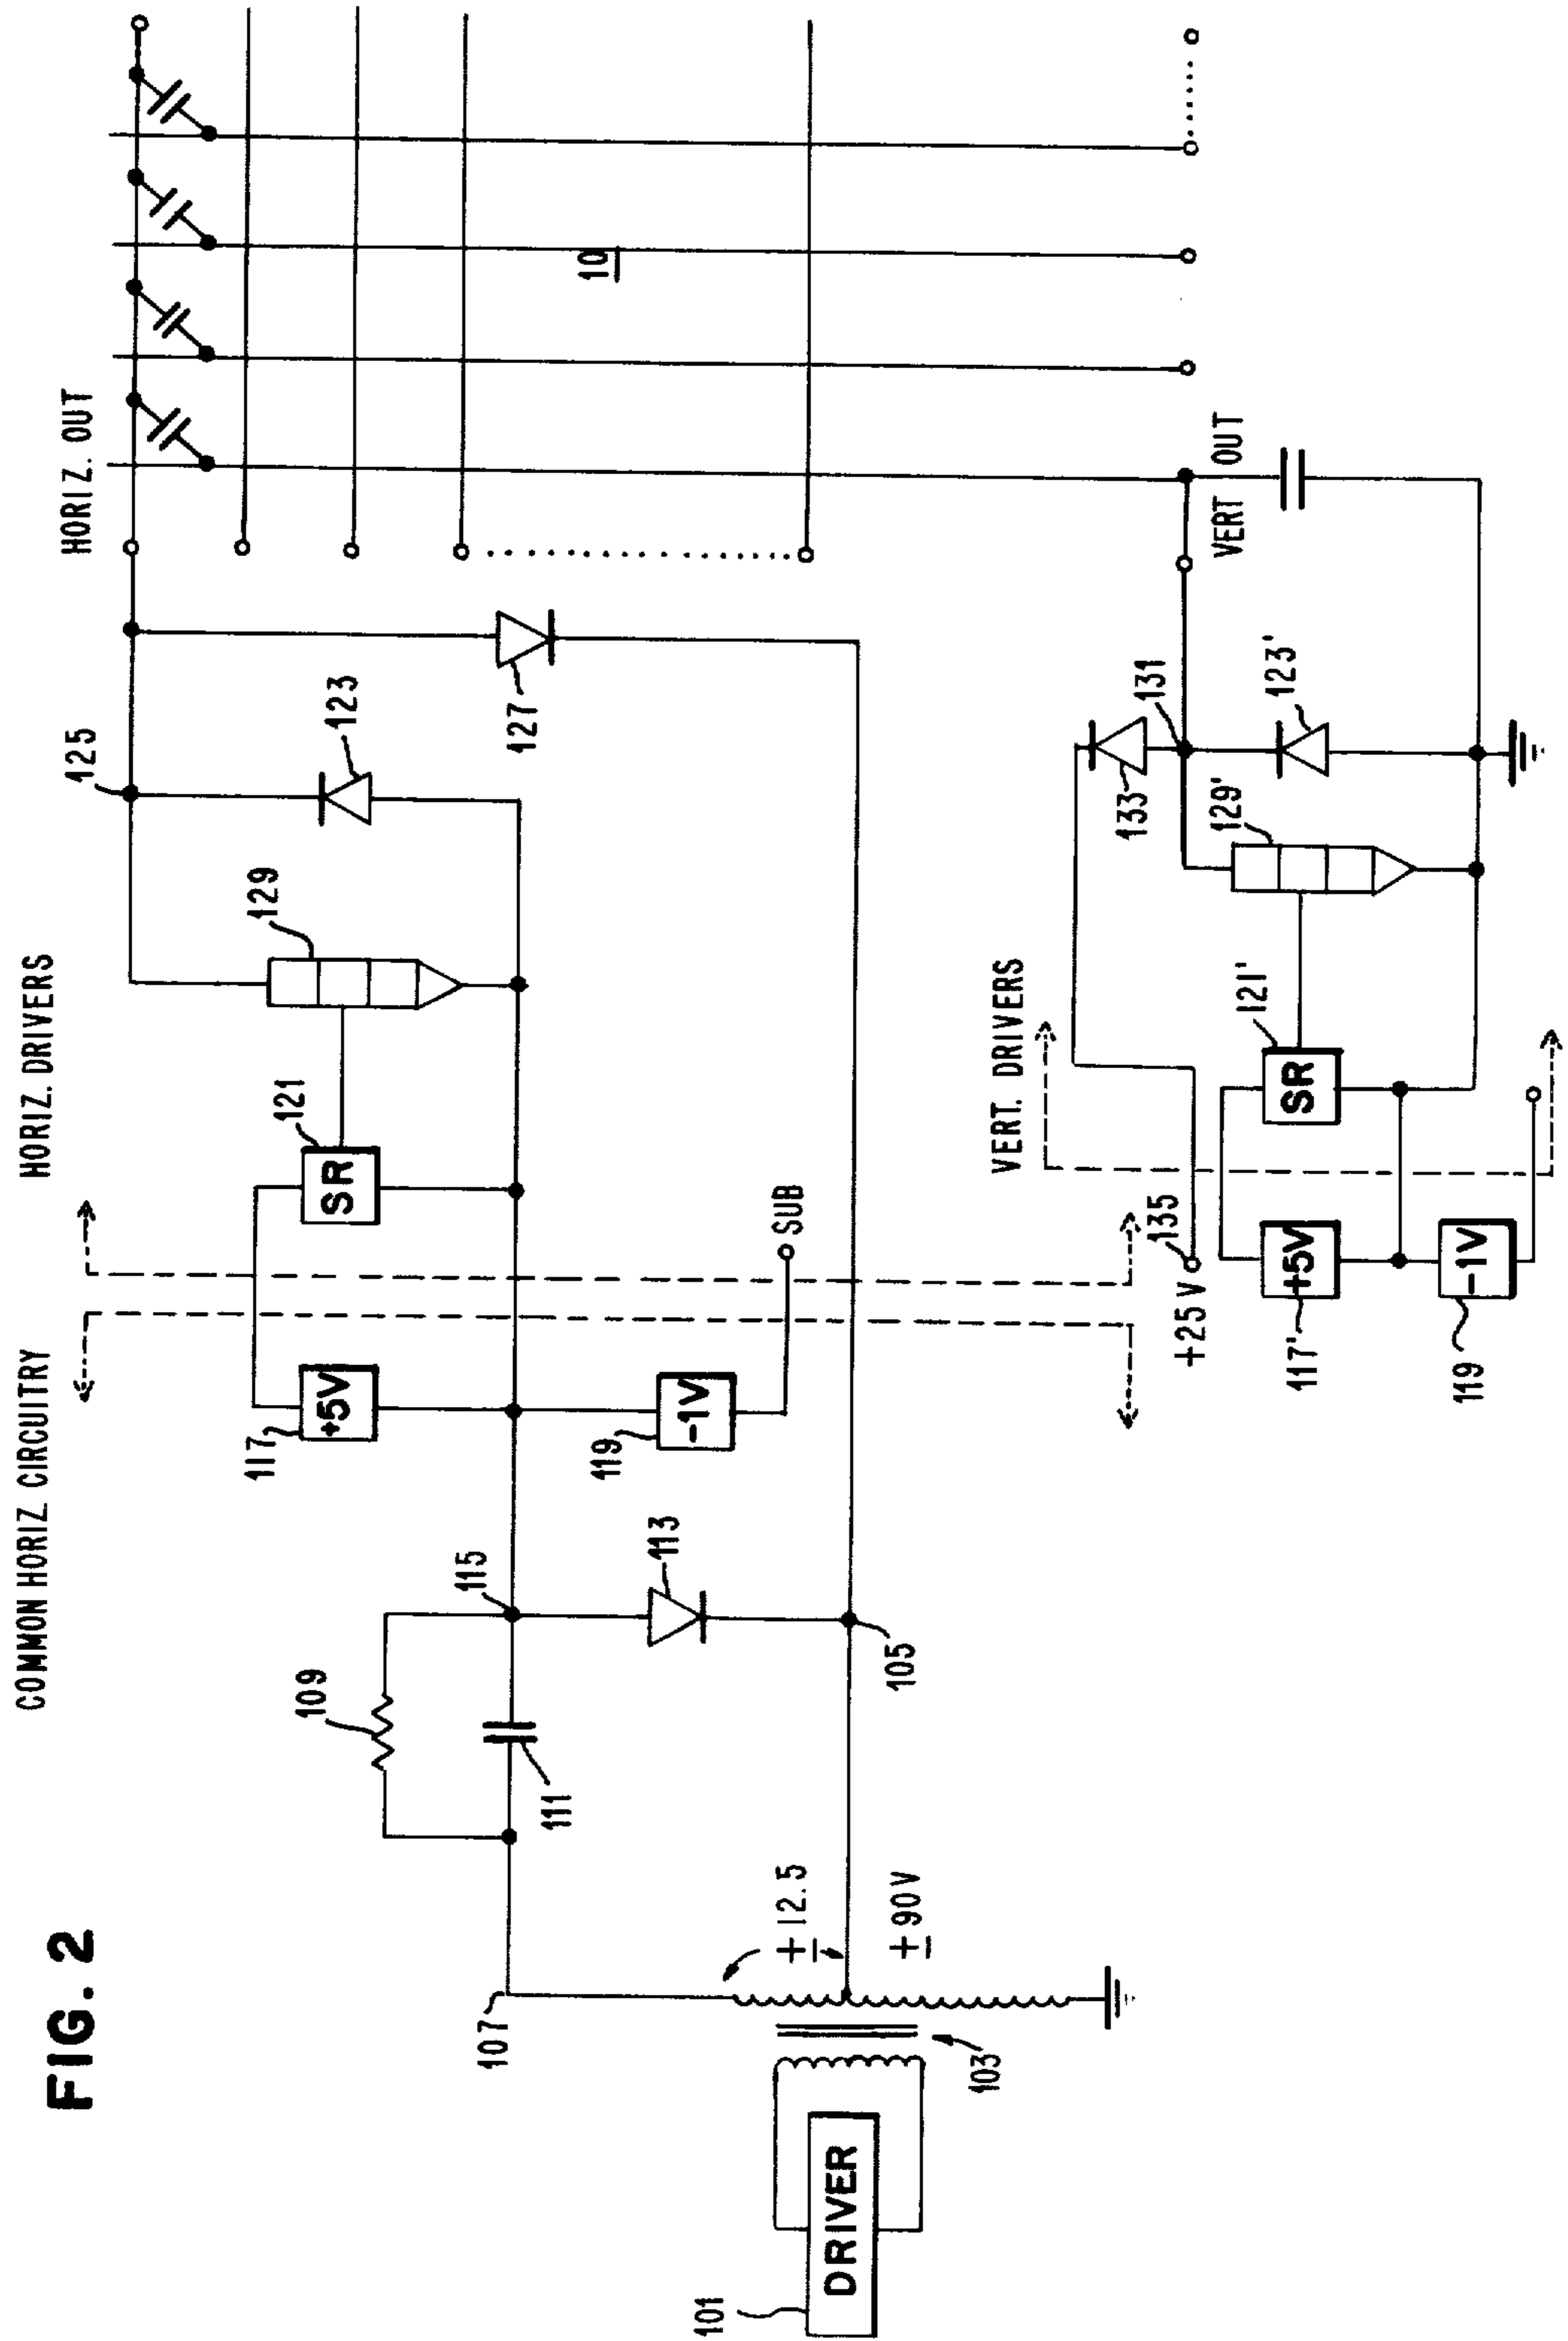 FIG. 2
COMMON HORIZ. CIRCUITRY
HORIZ. DRIVERS
HORIZ. OUT
125
129
123
121
SR
117
+5V
109
115
111
107
127
10
119
-1V
SUB
113
105
±12.5
±90V
103
101
DRIVER
VERT. DRIVERS
133
131
VERT OUT
135
+25V
129'
123'
121'
SR
117'
+5V
119
-1V